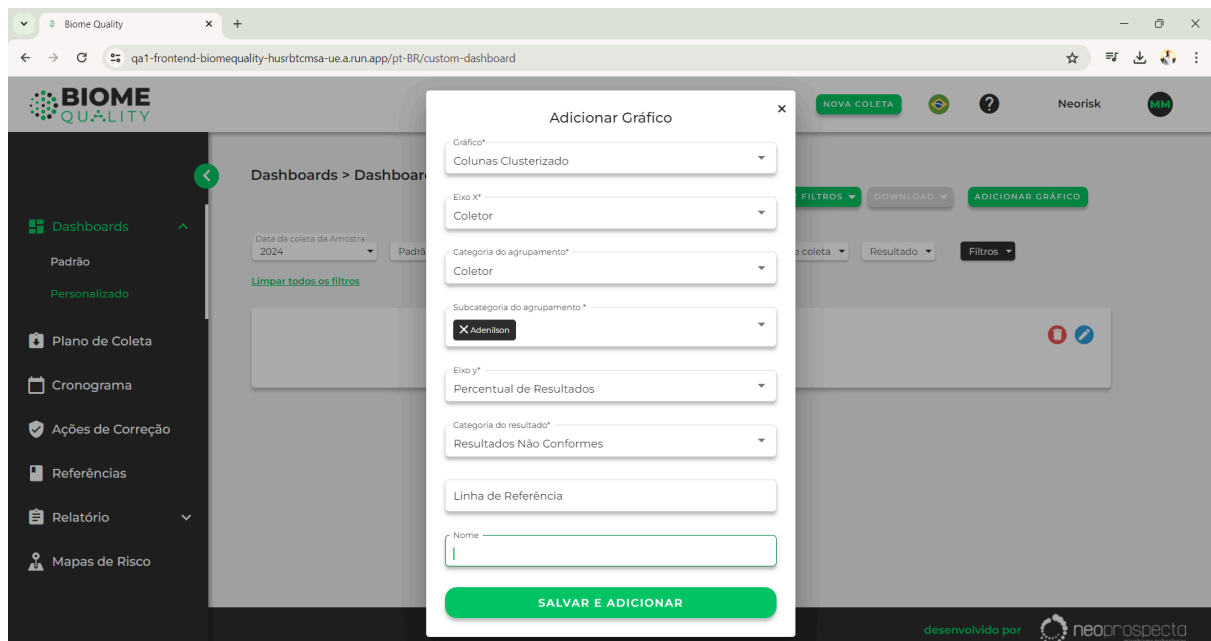 Biome Quality
qa1-frontend-biomequality-husrbtcmsa-ue.a.run.app/pt-BR/custom-dashboard
BIOME
QUALITY
NOVA COLETA
?
Neorisk
MM
Dashboards > Dashboar
FILTROS
DOWNLOAD
ADICIONAR GRÁFICO
Data da coleta da Amostra
2024
Padrã
e coleta
Resultado
Filtros
Limpar todos os filtros
Dashboards
Padrão
Personalizado
Plano de Coleta
Cronograma
Ações de Correção
Referências
Relatório
Mapas de Risco
Adicionar Gráfico
Gráfico*
Colunas Clusterizado
Eixo X*
Coletor
Categoria do agrupamento*
Coletor
Subcategoria do agrupamento *
Adenilson
Eixo y*
Percentual de Resultados
Categoria do resultado*
Resultados Não Conformes
Linha de Referência
Nome
SALVAR E ADICIONAR
desenvolvido por
neoprospecta